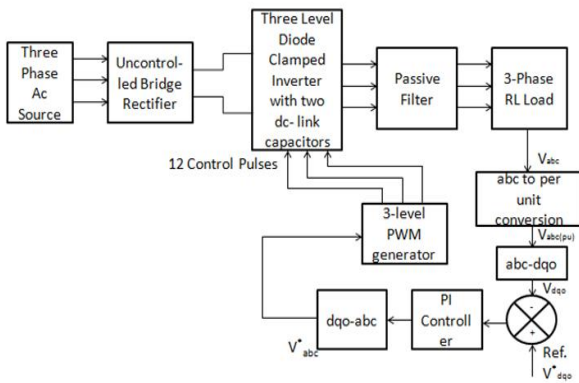 Three
Phase
Ac
Source
Uncontrol-
led Bridge
Rectifier
Three Level
Diode
Clamped
Inverter
with two
dc- link
capacitors
Passive
Filter
3-Phase
RL Load
12 Control Pulses
Vabc
abc to per
unit
conversion
Vabc(pu)
3-level
PWM
generator
abc-dqo
Vdqo
dqo-abc
PI
Controll
er
-
+
V*abc
Ref.
V*dqo